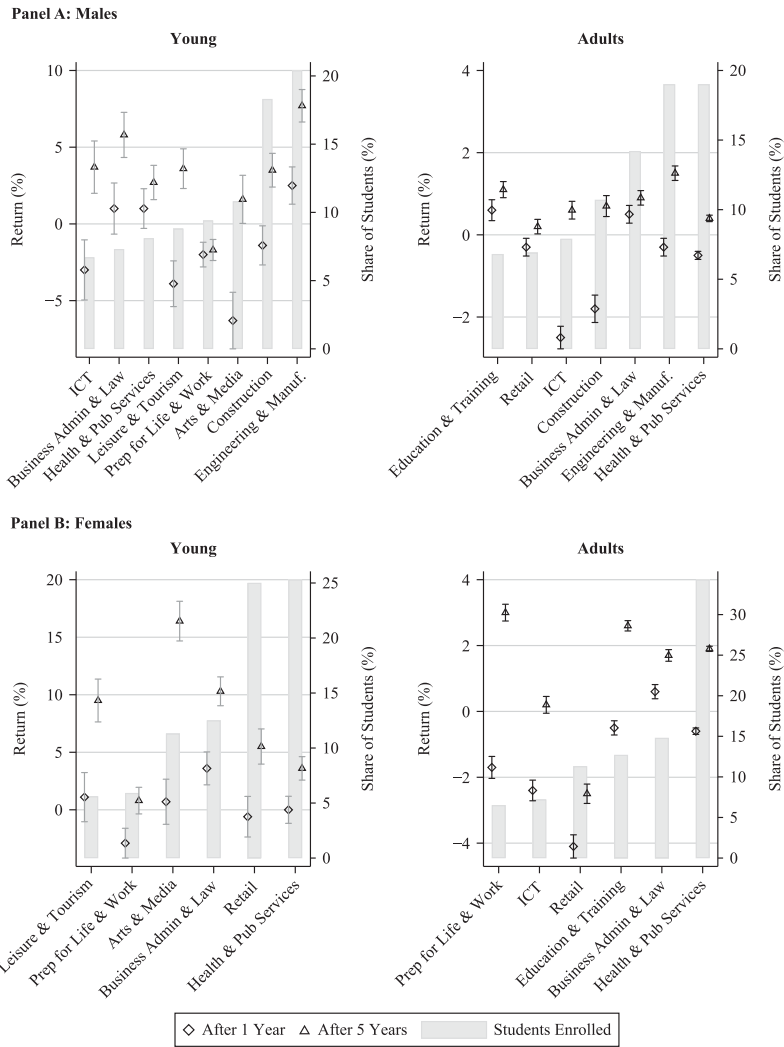 Panel A: Males
Young
Adults
10
5
0
−5
Return (%)
20
15
10
5
0
Share of Students (%)
ICT
Business Admin & Law
Health & Pub Services
Leisure & Tourism
Prep for Life & Work
Arts & Media
Construction
Engineering & Manuf.
4
2
0
−2
Return (%)
20
15
10
5
0
Share of Students (%)
Education & Training
Retail
ICT
Construction
Business Admin & Law
Engineering & Manuf.
Health & Pub Services
Panel B: Females
Young
Adults
20
15
10
5
0
Return (%)
25
20
15
10
5
0
Share of Students (%)
Leisure & Tourism
Prep for Life & Work
Arts & Media
Business Admin & Law
Retail
Health & Pub Services
4
2
0
−2
−4
Return (%)
30
25
20
15
10
5
0
Share of Students (%)
Prep for Life & Work
ICT
Retail
Education & Training
Business Admin & Law
Health & Pub Services
After 1 Year After 5 Years Students Enrolled